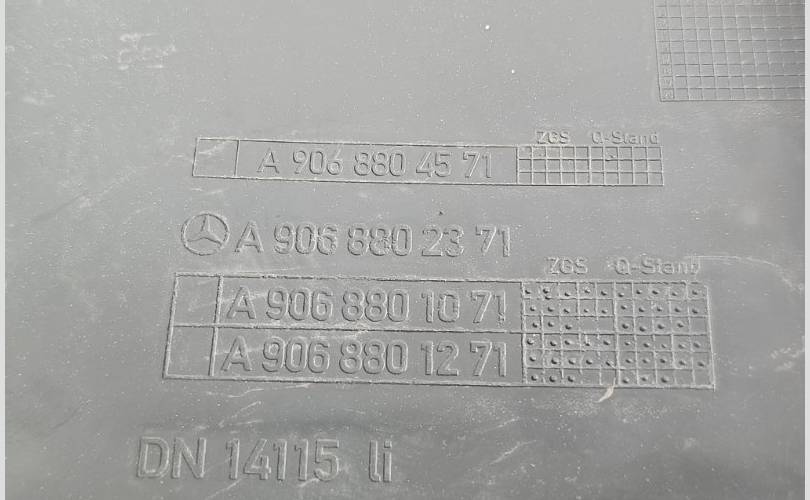 ZGS Q-Stand
A 906 880 45 71
A 906 880 23 71
ZGS Q-Stand
A 906 880 10 71
A 906 880 12 71
DN 14115 li